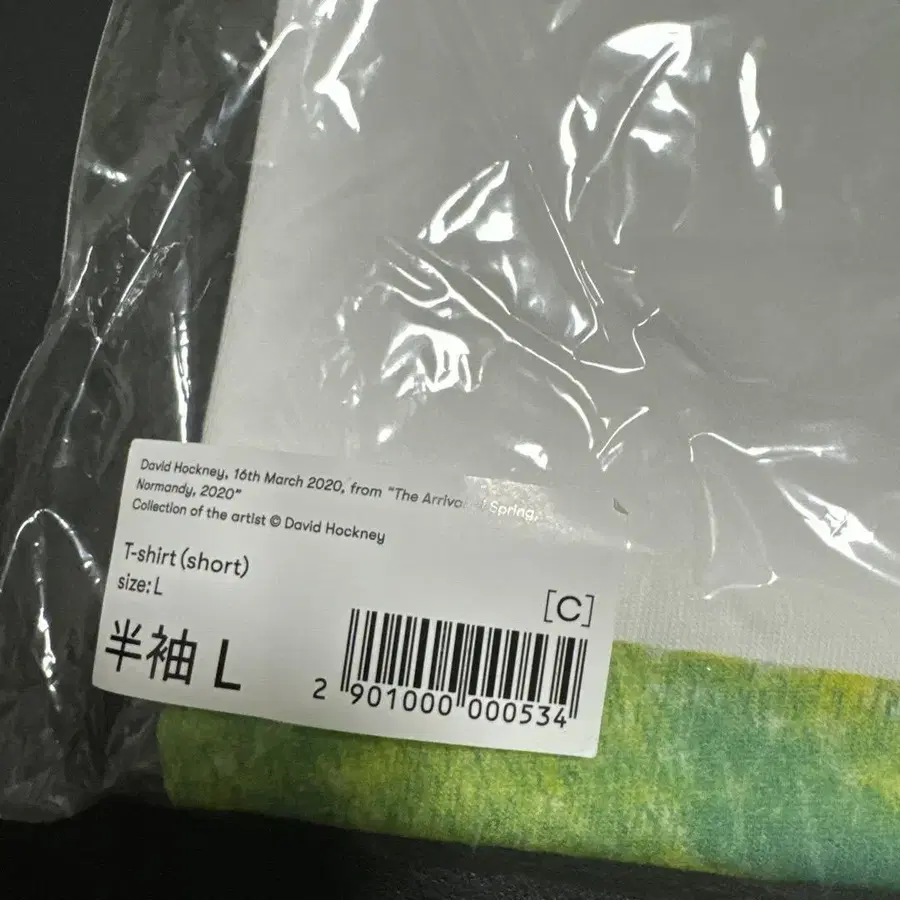 David Hockney, 16th March 2020, from "The Arrival of Spring,
Normandy, 2020"
Collection of the artist © David Hockney
T-shirt (short)
size: L
[C]
半袖 L
2 901000 000534